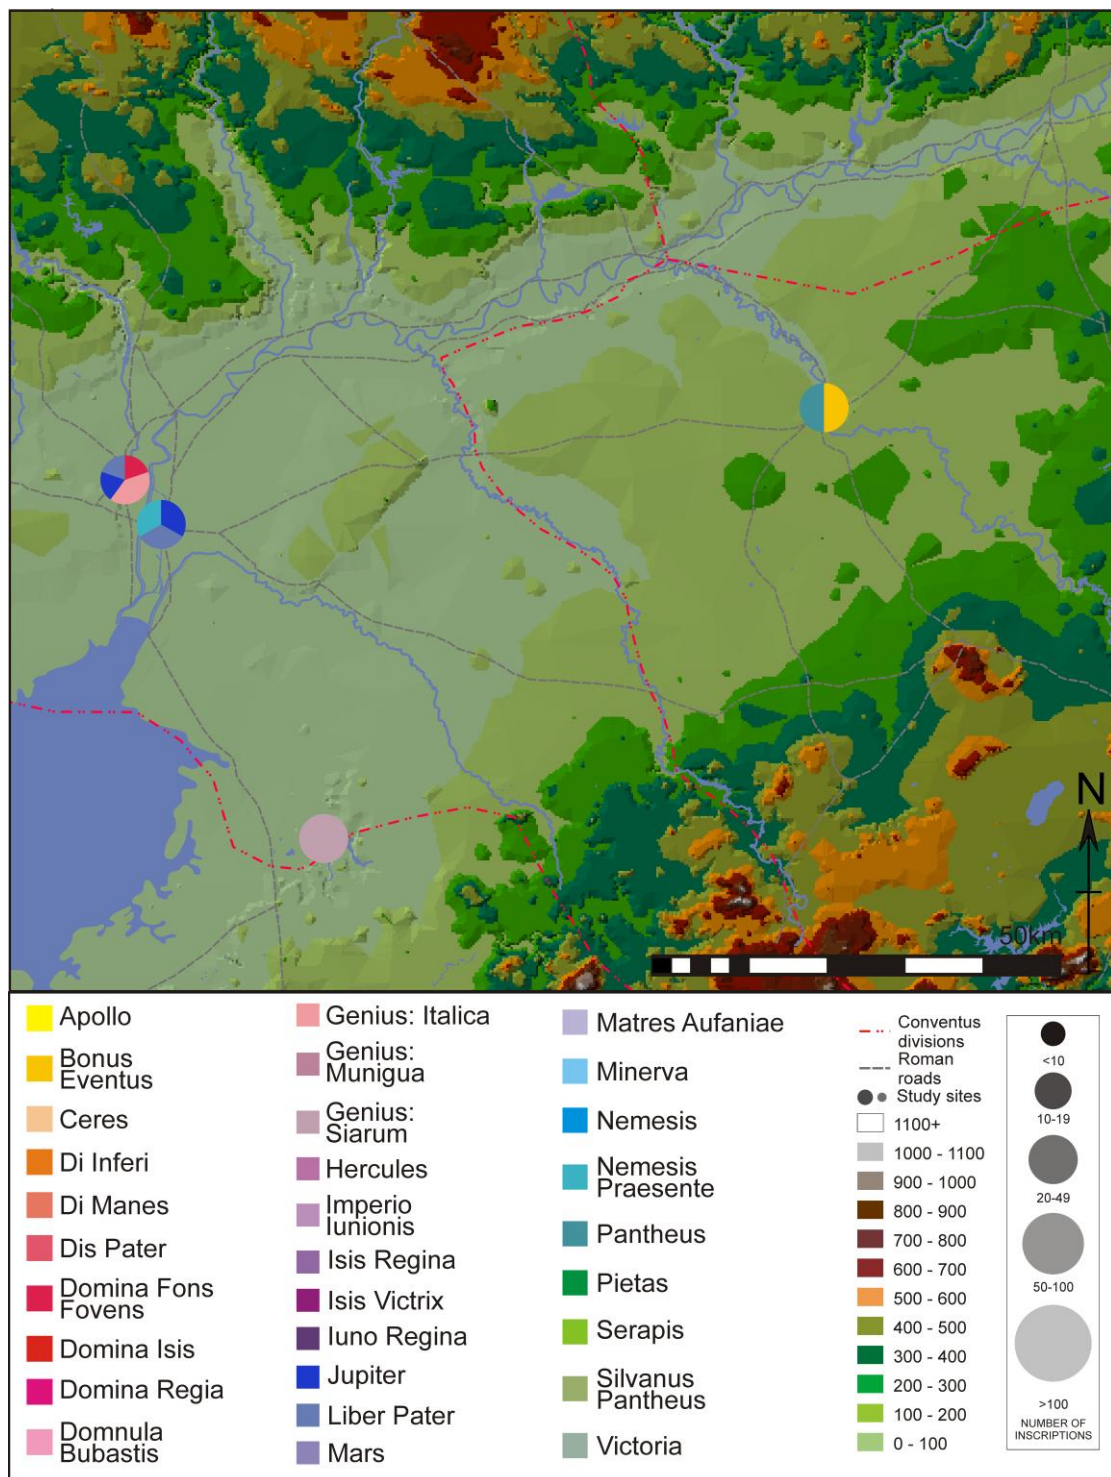 N
50km
Apollo
Bonus
Eventus
Ceres
Di Inferi
Di Manes
Dis Pater
Domina Fons
Fovens
Domina Isis
Domina Regia
Domnula
Bubastis
Genius: Italica
Genius:
Munigua
Genius:
Siarum
Hercules
Imperio
Iunionis
Isis Regina
Isis Victrix
Iuno Regina
Jupiter
Liber Pater
Mars
Matres Aufaniae
Minerva
Nemesis
Nemesis
Praesente
Pantheus
Pietas
Serapis
Silvanus
Pantheus
Victoria
Conventus
divisions
Roman
roads
Study sites
1100+
1000 - 1100
900 - 1000
800 - 900
700 - 800
600 - 700
500 - 600
400 - 500
300 - 400
200 - 300
100 - 200
0 - 100
<10
10-19
20-49
50-100
>100
NUMBER OF
INSCRIPTIONS